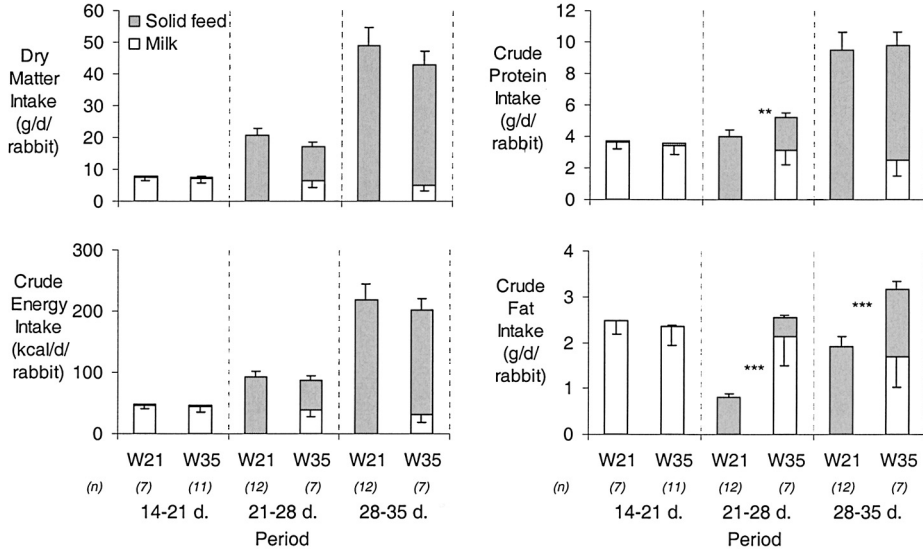 Solid feed
Milk
Dry
Matter
Intake
(g/d/
rabbit)
60
50
40
30
20
10
0
Crude
Protein
Intake
(g/d/
rabbit)
12
10
8
6
4
2
0
**
Crude
Energy
Intake
(kcal/d/
rabbit)
300
200
100
0
Crude
Fat
Intake
(g/d/
rabbit)
4
3
2
1
0
***
***
W21 W35 W21 W35 W21 W35
(n) (7) (11) (12) (7) (12) (7)
14-21 d. 21-28 d. 28-35 d.
Period
W21 W35 W21 W35 W21 W35
(n) (7) (11) (12) (7) (12) (7)
14-21 d. 21-28 d. 28-35 d.
Period